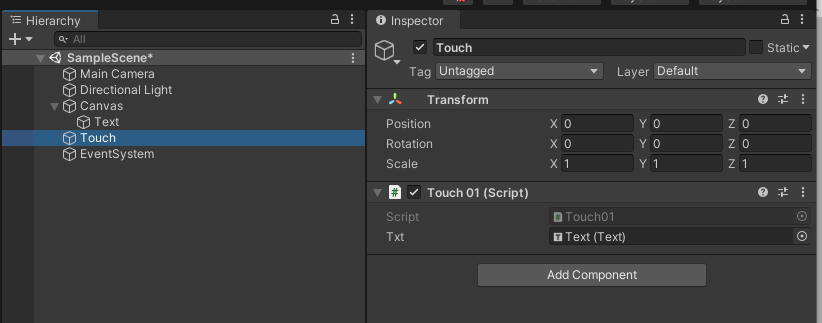 Hierarchy
All
SampleScene*
Main Camera
Directional Light
Canvas
Text
Touch
EventSystem
Inspector
Touch
Static
Tag Untagged Layer Default
Transform
Position X 0 Y 0 Z 0
Rotation X 0 Y 0 Z 0
Scale X 1 Y 1 Z 1
# Touch 01 (Script)
Script # Touch01
Txt T Text (Text)
Add Component